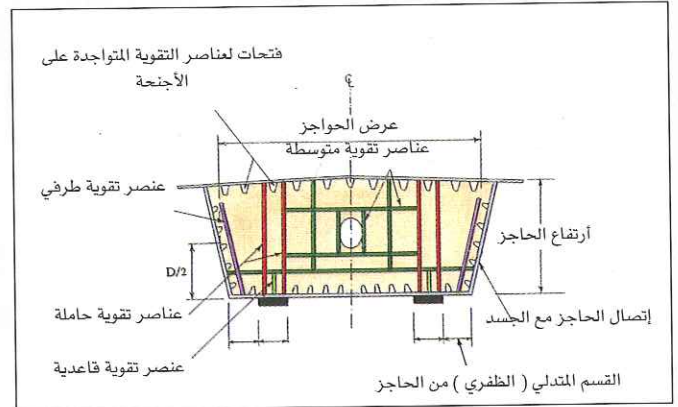 فتحات لعناصر التقوية المتواجدة على
الأجنحة
℄
عرض الحواجز
عناصر تقوية متوسطة
عنصر تقوية طرفي
أرتفاع الحاجز
D/2
إتصال الحاجز مع الجسد
عناصر تقوية حاملة
عنصر تقوية قاعدية
القسم المتدلي ( الظفري ) من الحاجز